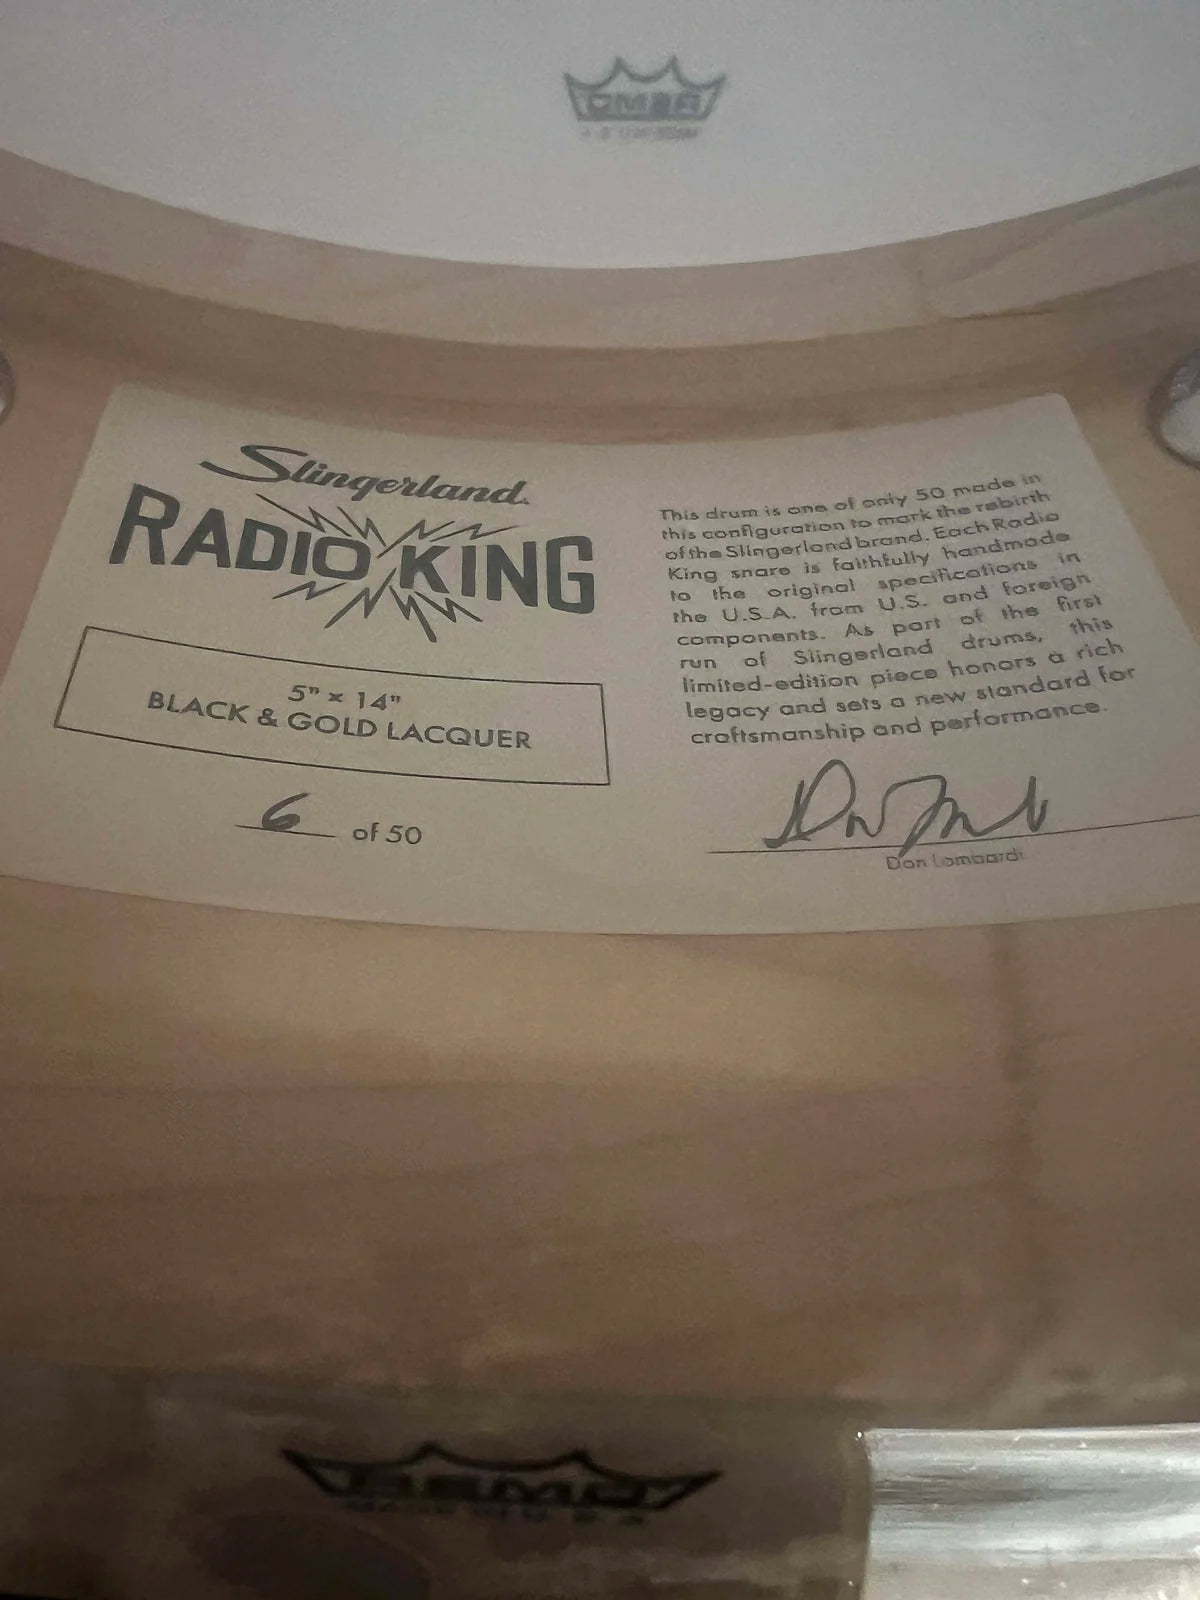 Slingerland
RADIO KING
5" x 14"
BLACK & GOLD LACQUER
6 of 50
This drum is one of only 50 made in
this configuration to mark the rebirth
of the Slingerland brand. Each Radio
King snare is faithfully handmade
to the original specifications in
the U.S.A. from U.S. and foreign
components. As part of the first
run of Slingerland drums, this
limited-edition piece honors a rich
legacy and sets a new standard for
craftsmanship and performance.
Don Lombardi
REMO